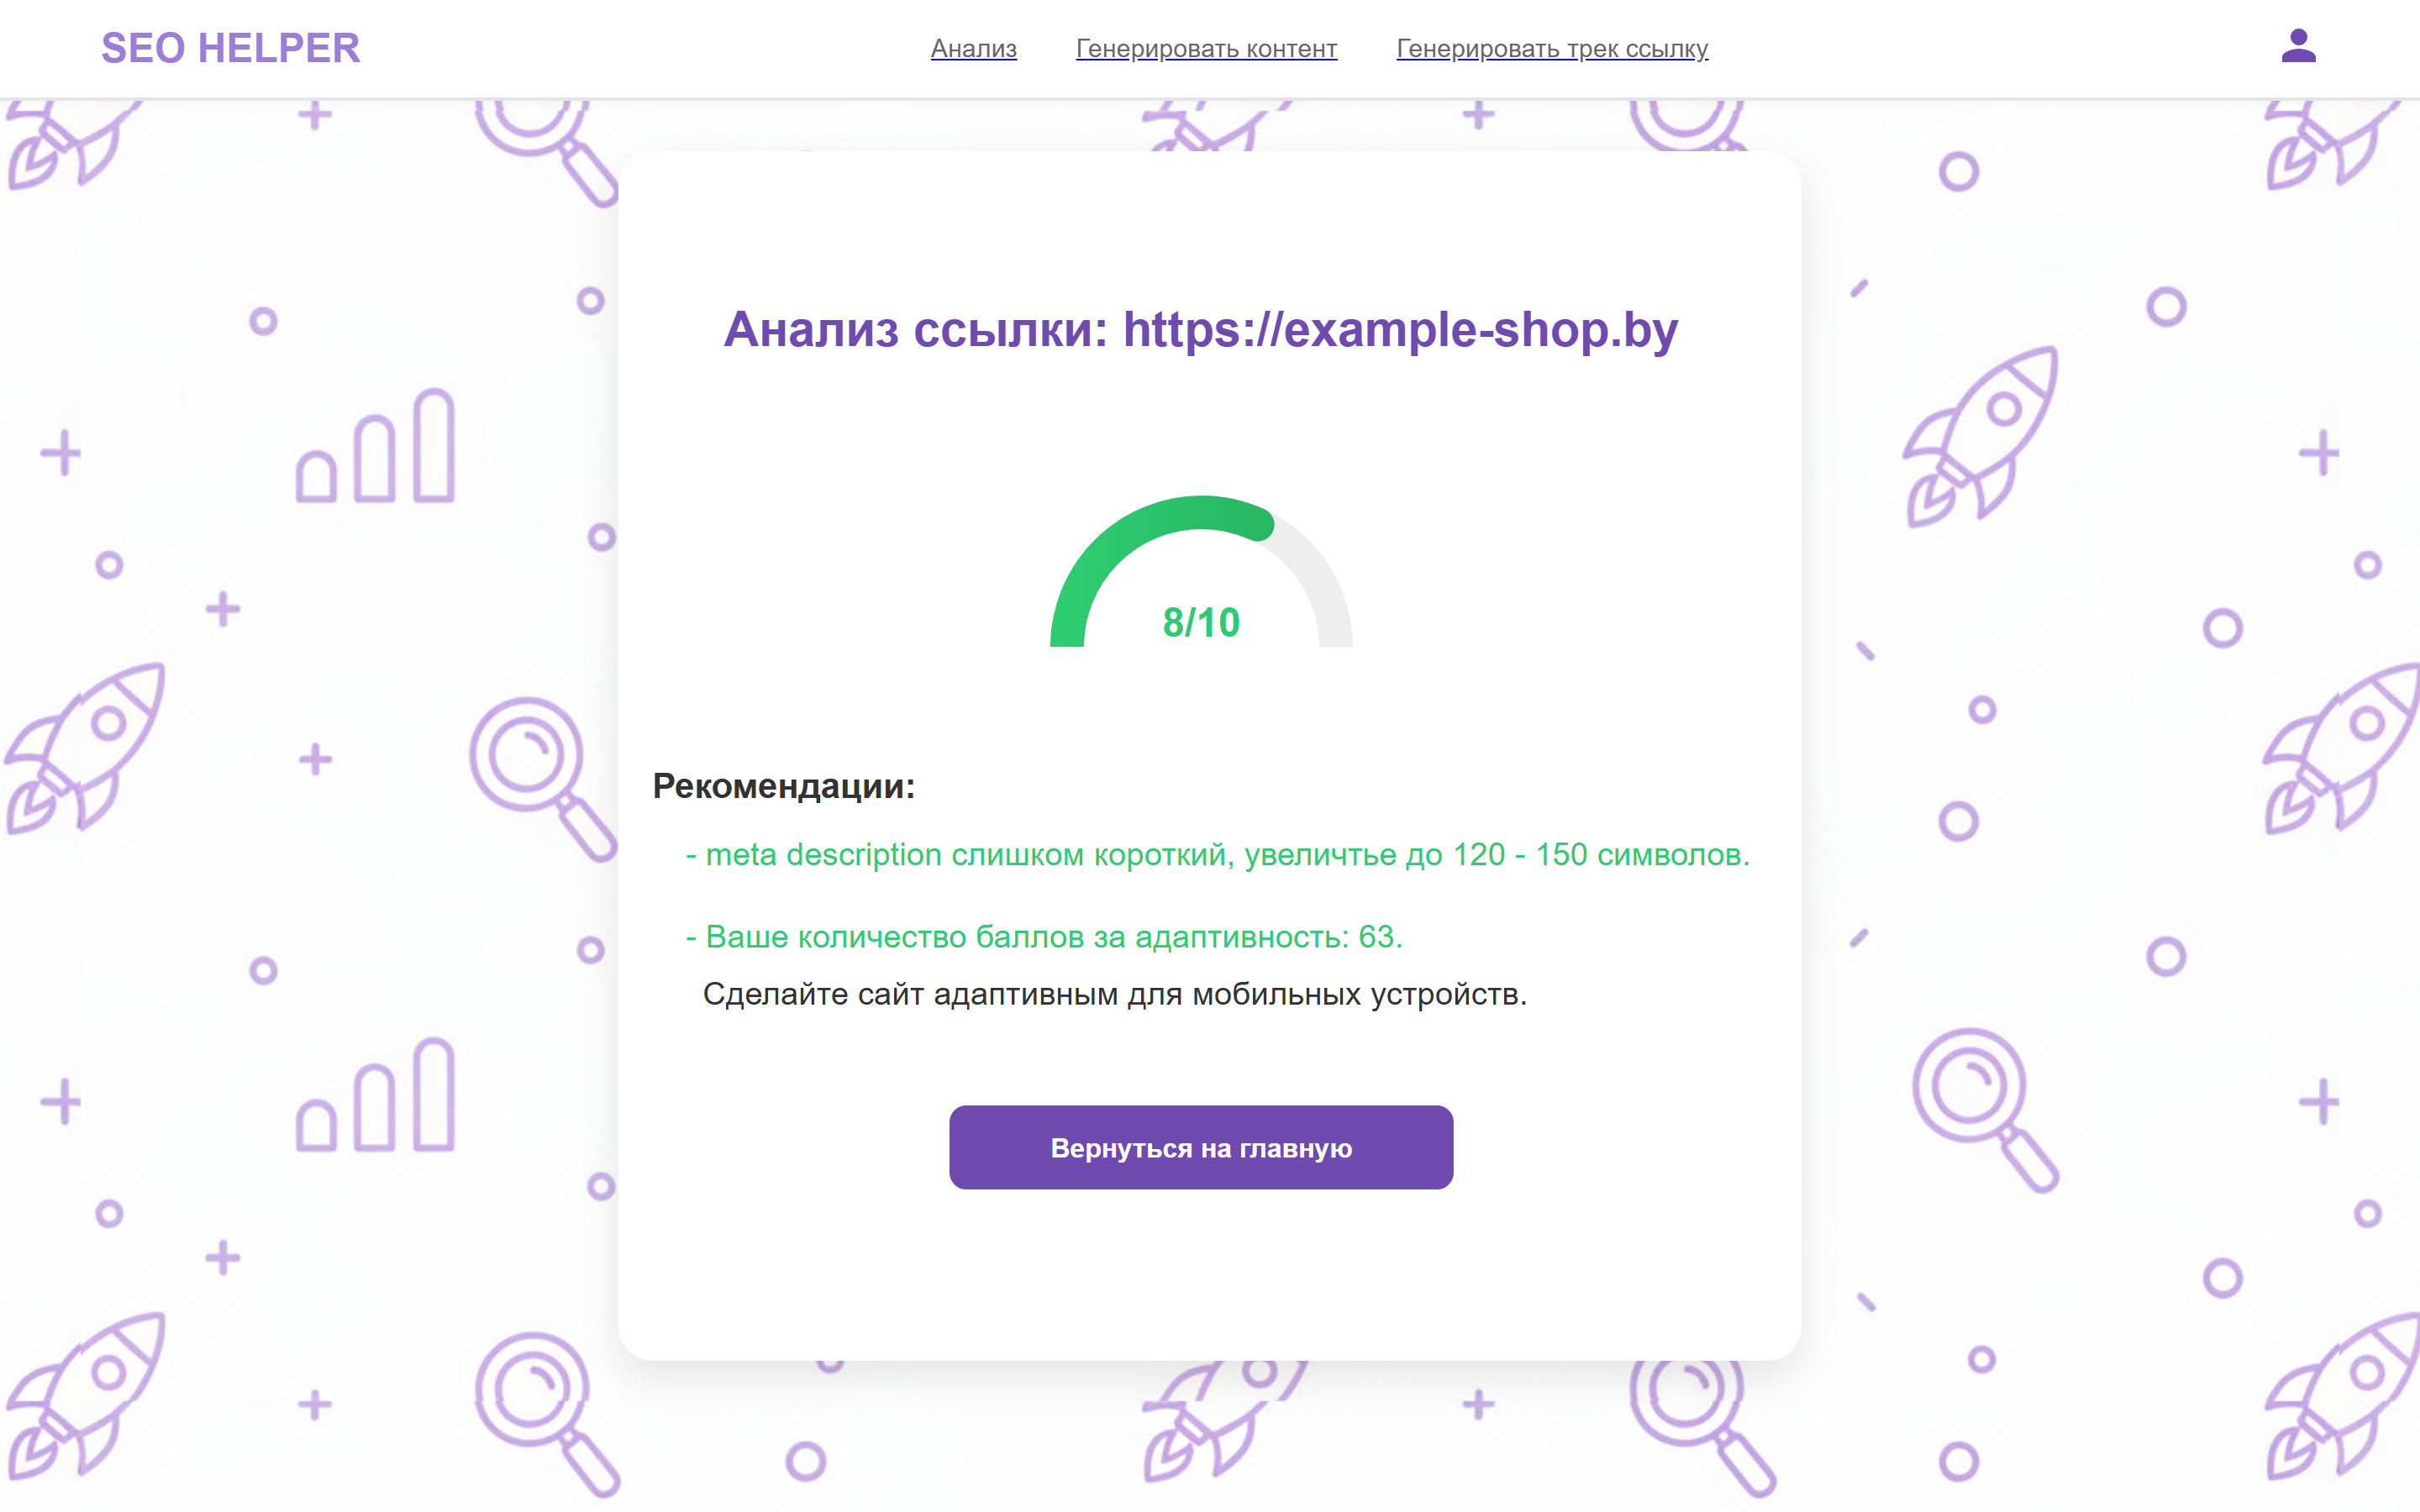 SEO HELPER
Анализ
Генерировать контент
Генерировать трек ссылку
Анализ ссылки: https://example-shop.by
8/10
Рекомендации:
- meta description слишком короткий, увеличтье до 120 - 150 символов.
- Ваше количество баллов за адаптивность: 63.
Сделайте сайт адаптивным для мобильных устройств.
Вернуться на главную